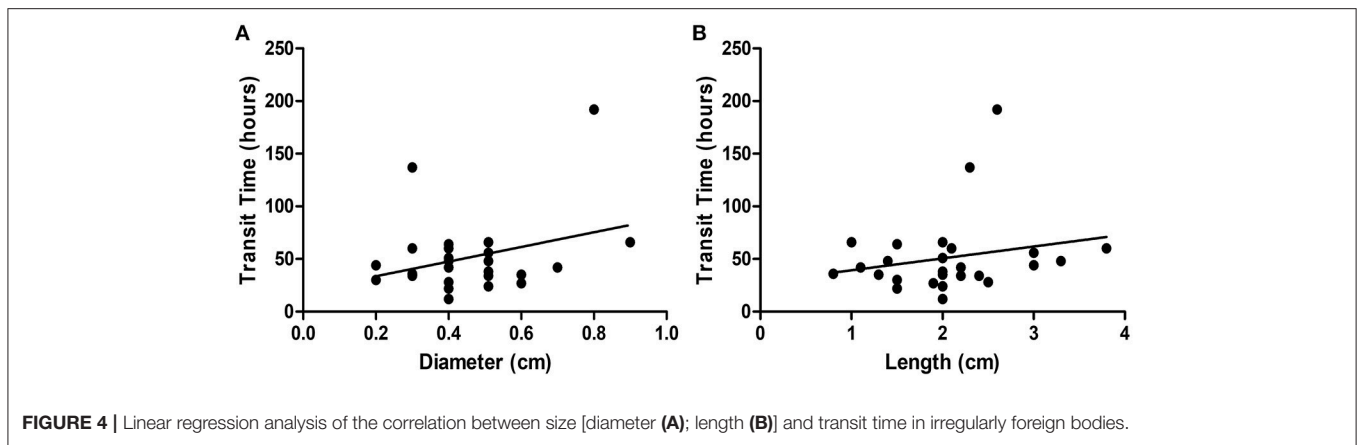 A
250
200
150
100
50
0
Transit Time (hours)
0.0 0.2 0.4 0.6 0.8 1.0
Diameter (cm)
B
250
200
150
100
50
0
Transit Time (hours)
0 1 2 3 4
Length (cm)
FIGURE 4 | Linear regression analysis of the correlation between size [diameter (A); length (B)] and transit time in irregularly foreign bodies.